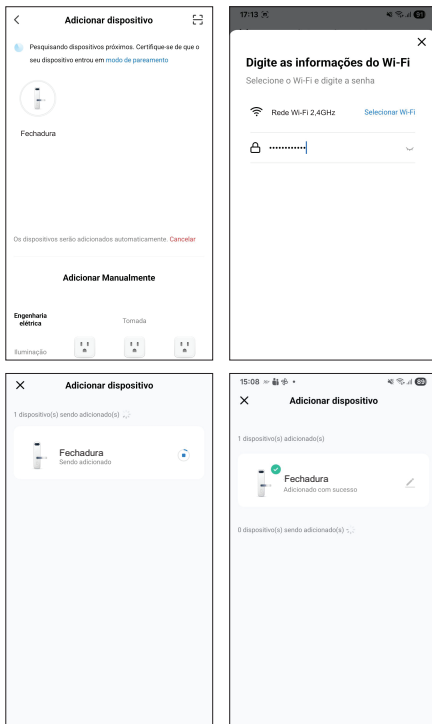 Adicionar dispositivo
Pesquisando dispositivos próximos. Certifique-se de que o
seu dispositivo entrou em modo de pareamento
Fechadura
Os dispositivos serão adicionados automaticamente. Cancelar
Adicionar Manualmente
Engenharia
elétrica
Tomada
Iluminação
17:13
91
Digite as informações do Wi-Fi
Selecione o Wi-Fi e digite a senha
Rede Wi-Fi 2,4GHz
Selecionar Wi-Fi
Adicionar dispositivo
1 dispositivo(s) sendo adicionado(s)
Fechadura
Sendo adicionado
15:08
89
Adicionar dispositivo
1 dispositivo(s) adicionado(s)
Fechadura
Adicionado com sucesso
0 dispositivo(s) sendo adicionado(s)